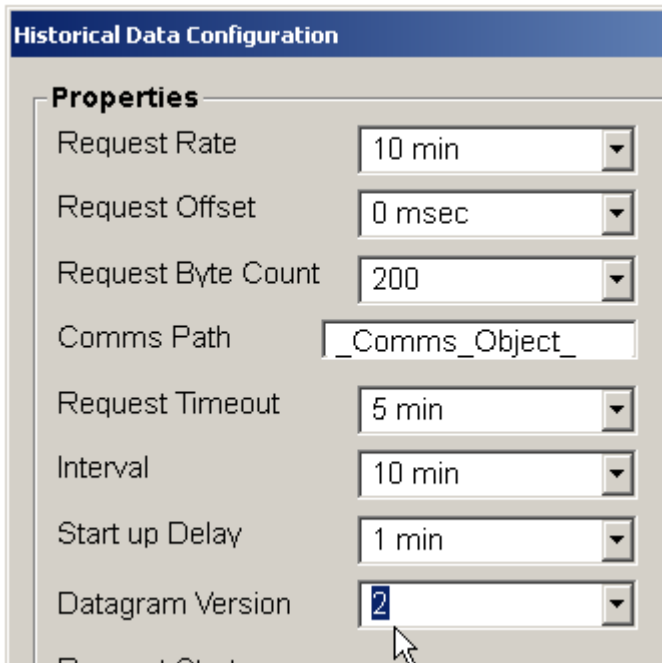 Historical Data Configuration
Properties
Request Rate 10 min
Request Offset 0 msec
Request Byte Count 200
Comms Path _Comms_Object_
Request Timeout 5 min
Interval 10 min
Start up Delay 1 min
Datagram Version 2